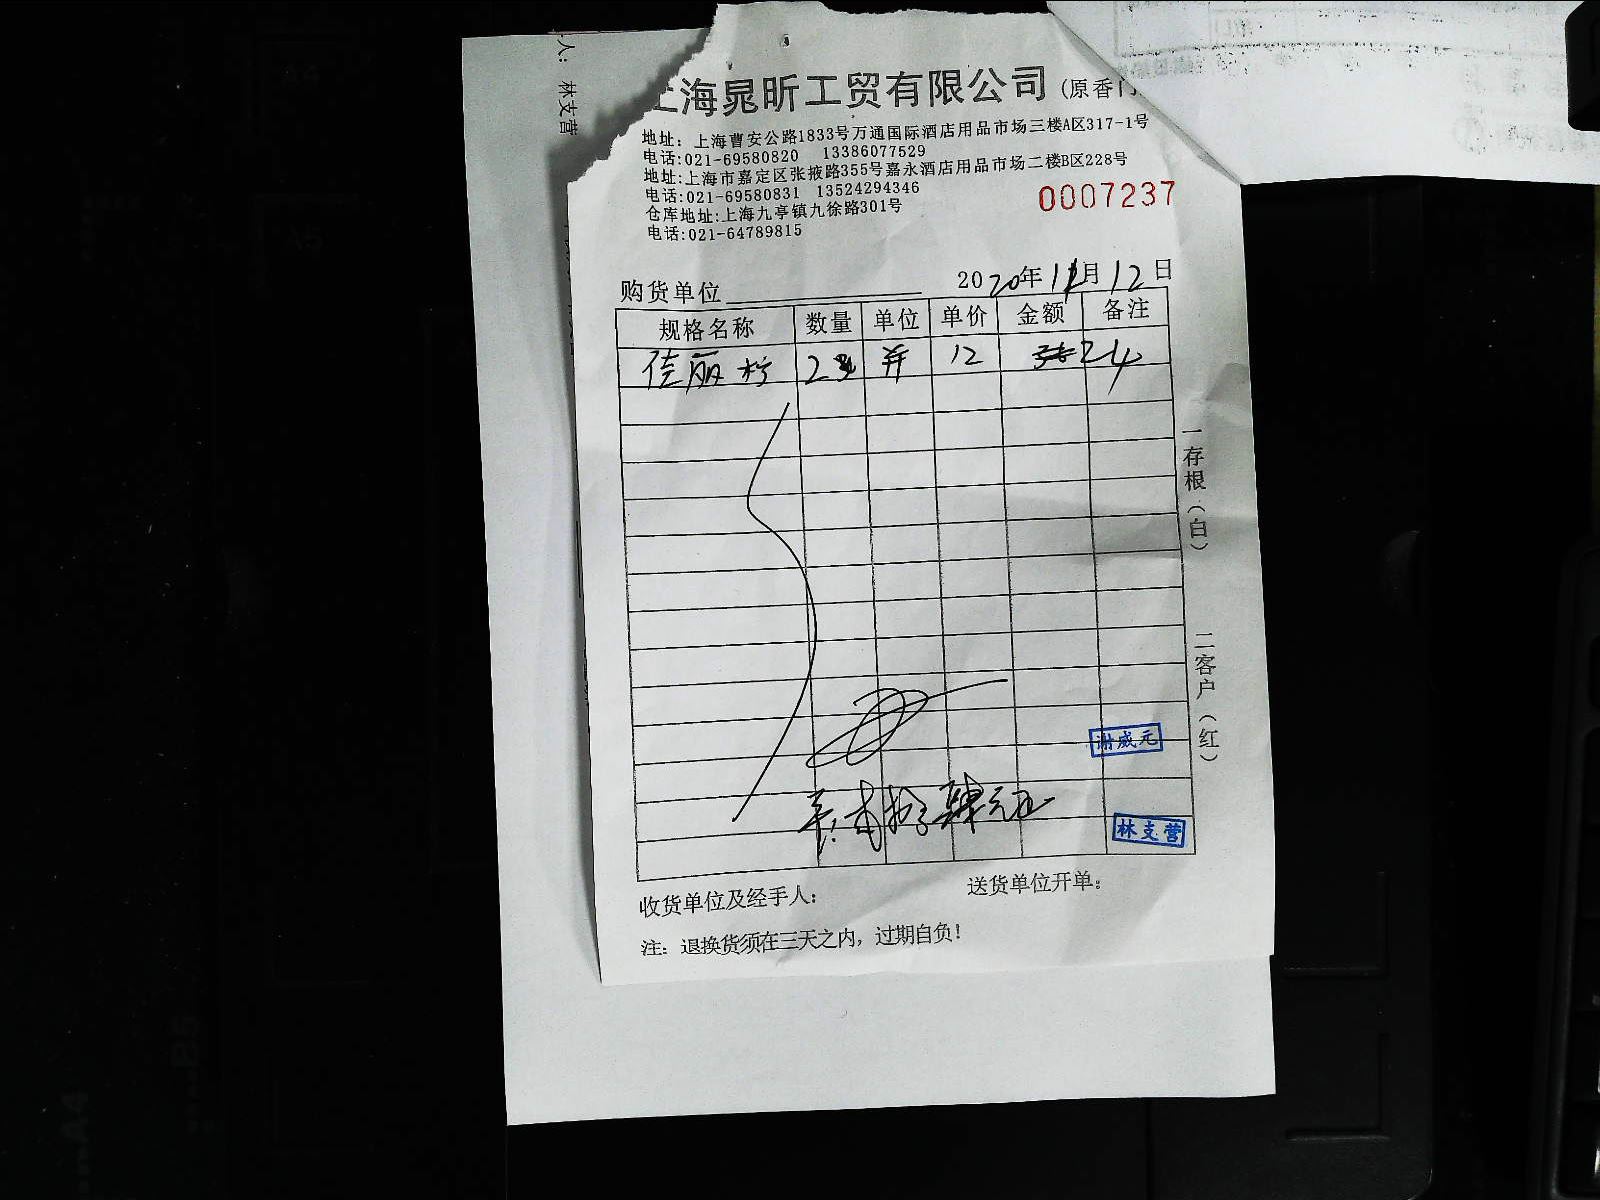 人：林支营
上海晁昕工贸有限公司(原香门
地址：上海曹安公路1833号万通国际酒店用品市场三楼A区317-1号
电话:021-69580820 13386077529
地址:上海市嘉定区张掖路355号嘉永酒店用品市场二楼B区228号
电话:021-69580831 13524294346
仓库地址:上海九亭镇九徐路301号
电话:021-64789815
0007237
购货单位 2020年11月12日
规格名称 数量 单位 单价 金额 备注
佳丽柠 2 12 24
一存根（白）
二客户（红）
谢威元
拾肆元正
林支营
收货单位及经手人： 送货单位开单：
注：退换货须在三天之内，过期自负！
A4
B5